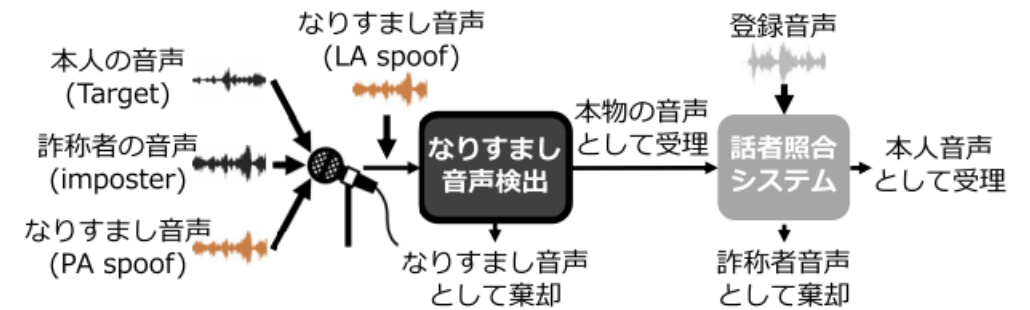 本人の音声
(Target)
詐称者の音声
(imposter)
なりすまし音声
(PA spoof)
なりすまし音声
(LA spoof)
なりすまし
音声検出
なりすまし音声
として棄却
本物の音声
として受理
登録音声
話者照合
システム
詐称者音声
として棄却
本人音声
として受理